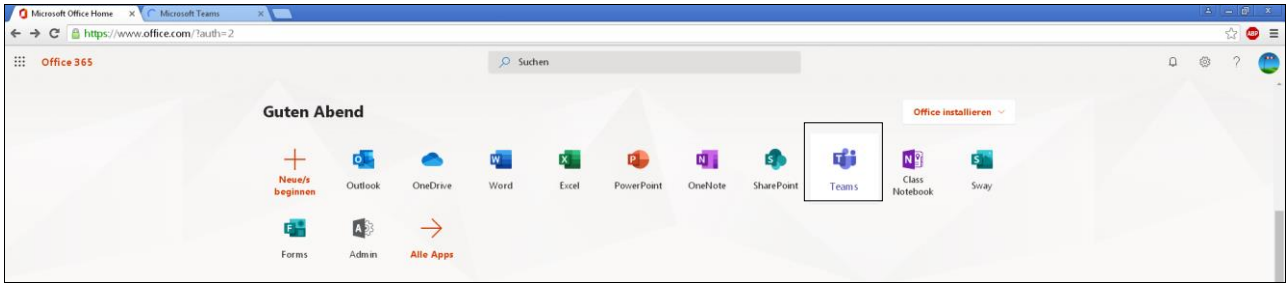 Microsoft Office Home
Microsoft Teams
https://www.office.com/?auth=2
ABP
Office 365
Suchen
?
Guten Abend
Office installieren
Neue/s beginnen
Outlook
OneDrive
Word
Excel
PowerPoint
OneNote
SharePoint
Teams
Class Notebook
Sway
Forms
Admin
Alle Apps